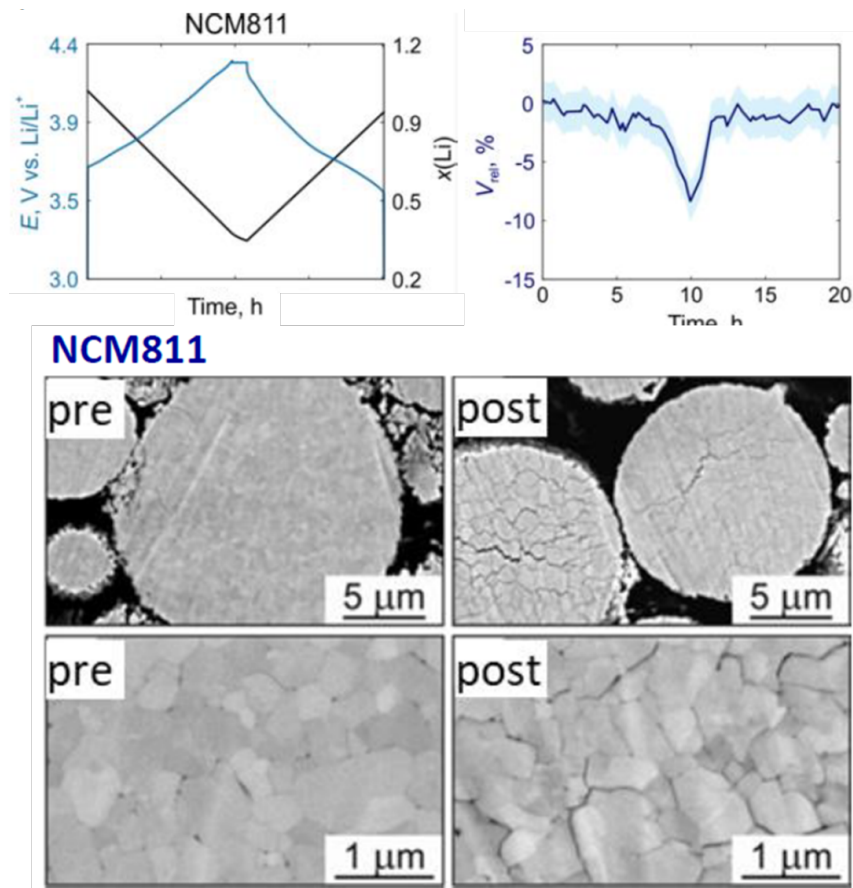 NCM811
4.4
3.9
3.5
3.0
E, V vs. Li/Li⁺
1.2
0.9
0.5
0.2
x(Li)
Time, h
5
0
-5
-10
-15
V_rel, %
0
5
10
15
20
Time, h
NCM811
pre
5 µm
post
5 µm
pre
1 µm
post
1 µm